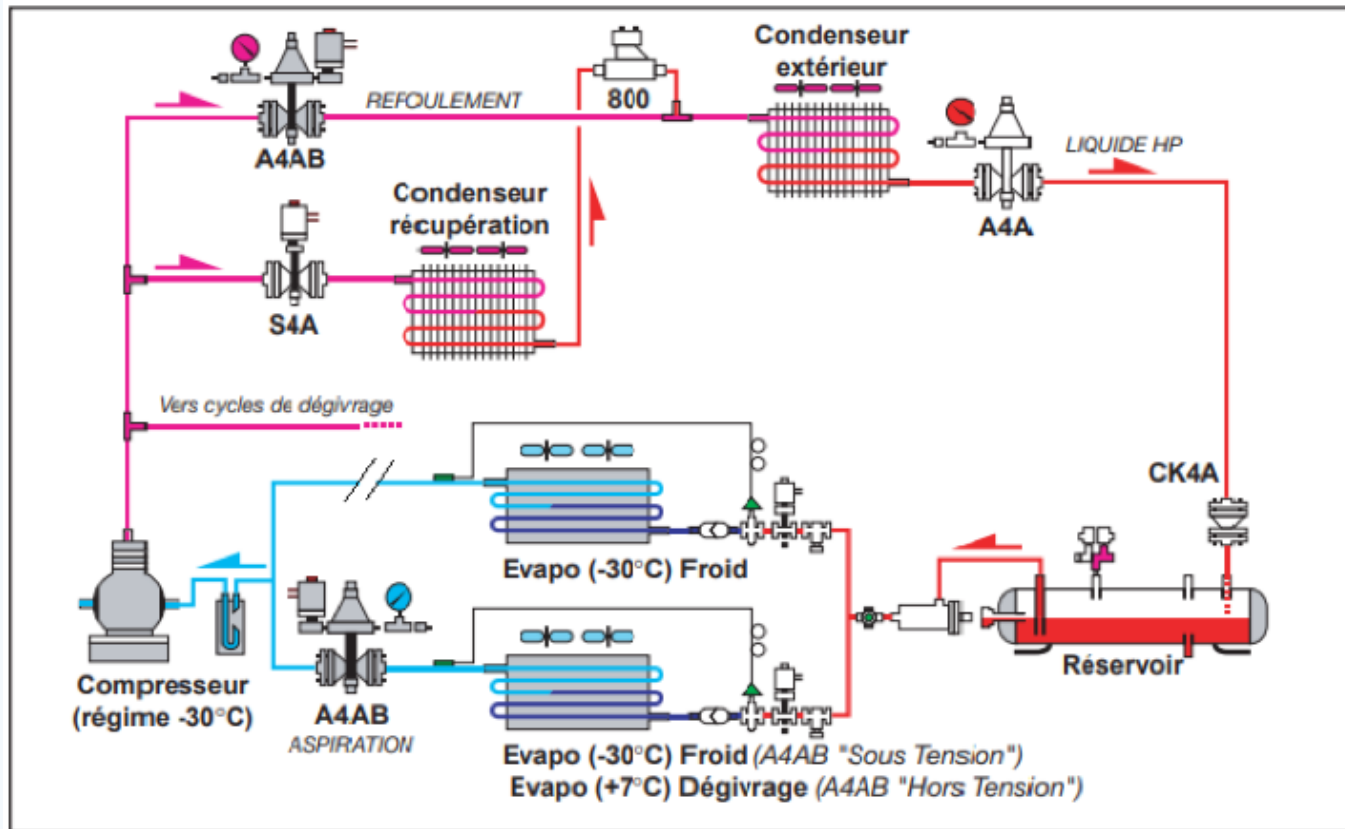 Condenseur
extérieur
800
REFOULEMENT
A4AB
LIQUIDE HP
A4A
Condenseur
récupération
S4A
Vers cycles de dégivrage
CK4A
Evapo (-30°C) Froid
Réservoir
Compresseur
(régime -30°C)
A4AB
ASPIRATION
Evapo (-30°C) Froid (A4AB "Sous Tension")
Evapo (+7°C) Dégivrage (A4AB "Hors Tension")